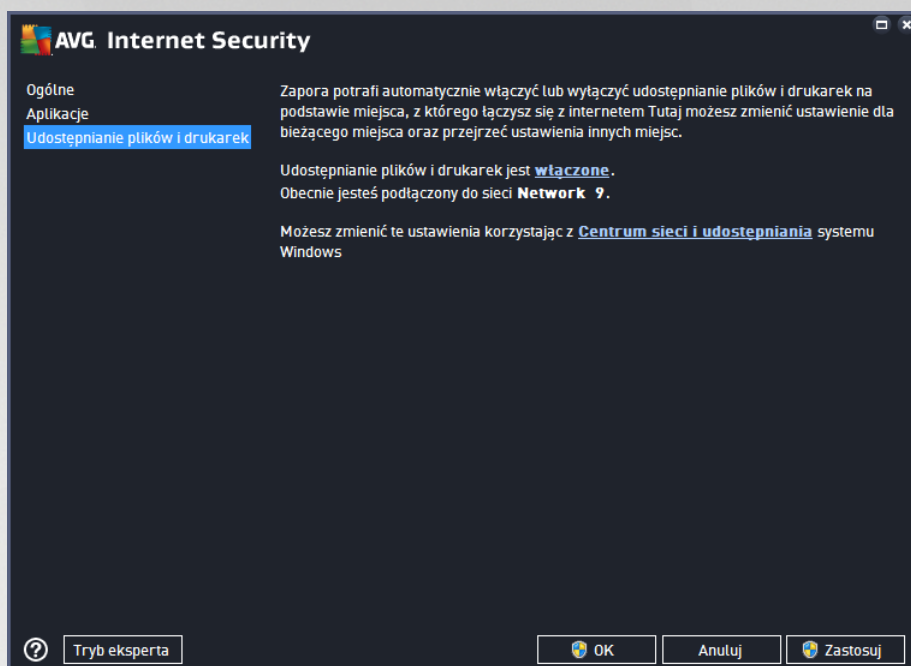 AVG. Internet Security
Ogólne
Aplikacje
Udostępnianie plików i drukarek
Zapora potrafi automatycznie włączyć lub wyłączyć udostępnianie plików i drukarek na
podstawie miejsca, z którego łączysz się z internetem Tutaj możesz zmienić ustawienie dla
bieżącego miejsca oraz przejrzeć ustawienia innych miejsc.
Udostępnianie plików i drukarek jest włączone.
Obecnie jesteś podłączony do sieci Network 9.
Możesz zmienić te ustawienia korzystając z Centrum sieci i udostępniania systemu
Windows
? Tryb eksperta
OK
Anuluj
Zastosuj